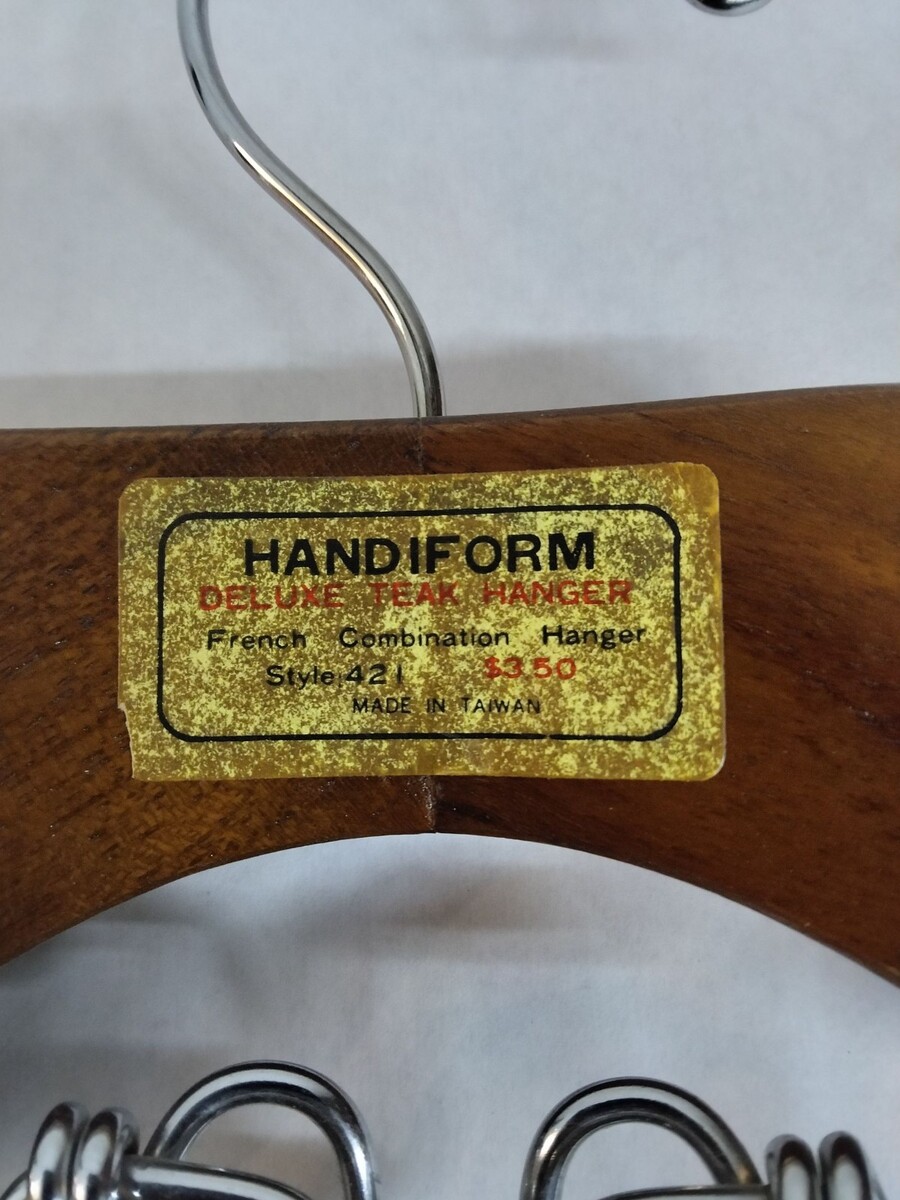 HANDIFORM
DELUXE TEAK HANGER
French Combination Hanger
Style:421 $3.50
MADE IN TAIWAN